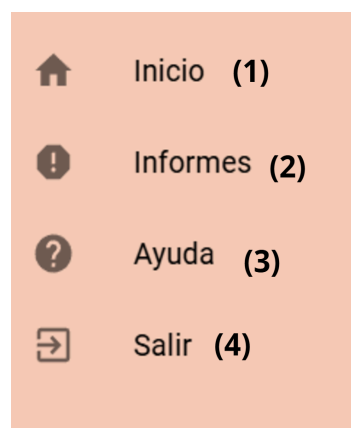 Inicio (1)
Informes (2)
Ayuda (3)
Salir (4)